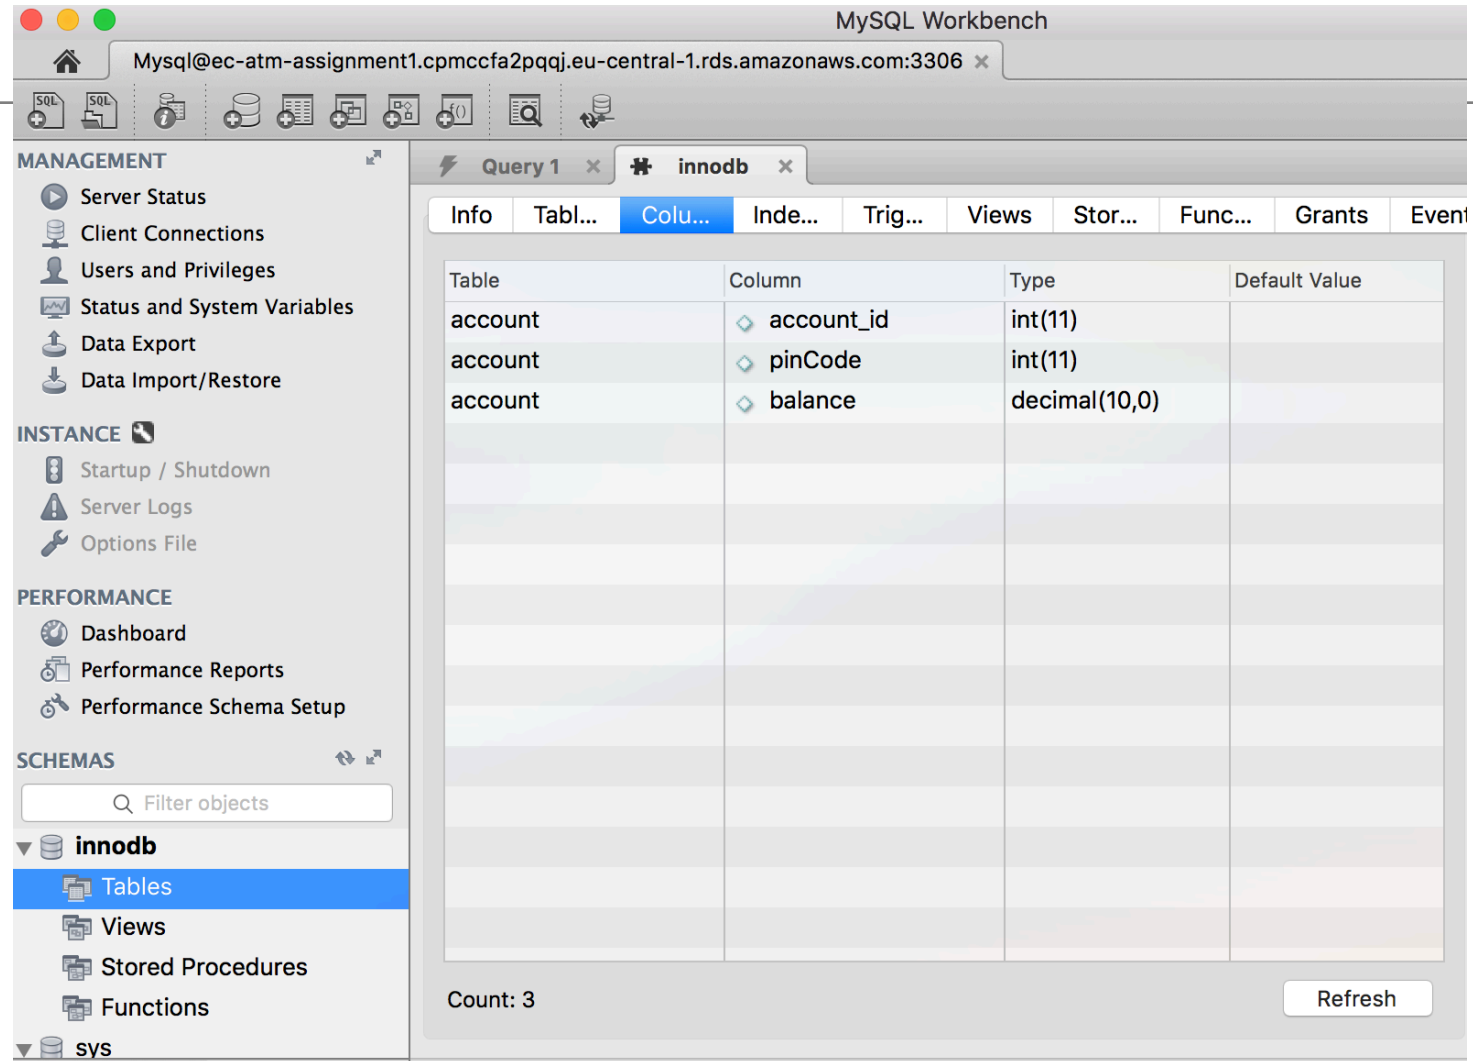 MySQL Workbench
Mysql@ec-atm-assignment1.cpmccfa2pqqj.eu-central-1.rds.amazonaws.com:3306
SQL SQL
MANAGEMENT
Server Status
Client Connections
Users and Privileges
Status and System Variables
Data Export
Data Import/Restore
INSTANCE
Startup / Shutdown
Server Logs
Options File
PERFORMANCE
Dashboard
Performance Reports
Performance Schema Setup
SCHEMAS
Filter objects
innodb
Tables
Views
Stored Procedures
Functions
sys
Query 1 innodb
Info Tabl... Colu... Inde... Trig... Views Stor... Func... Grants Event
Table Column Type Default Value
account account_id int(11)
account pinCode int(11)
account balance decimal(10,0)
Count: 3 Refresh